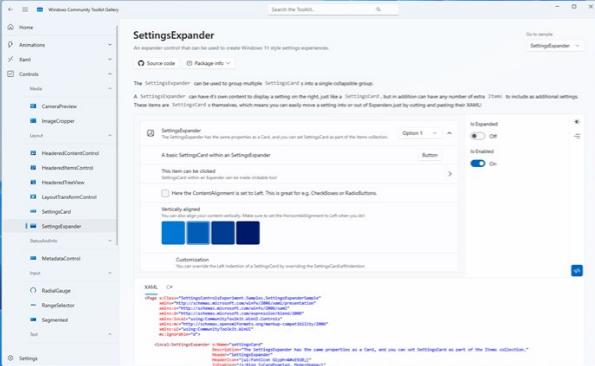 Windows Community Toolkit Gallery
Search the Toolkit...
Home
Animations
Xaml
Controls
Media
CameraPreview
ImageCropper
Layout
HeaderedContentControl
HeaderedItemsControl
HeaderedTreeView
LayoutTransformControl
SettingsCard
SettingsExpander
StatusAndInfo
MetadataControl
Input
RadialGauge
RangeSelector
Segmented
Text
Settings
SettingsExpander
An expander control that can be used to create Windows 11 style settings experiences.
Go to sample:
SettingsExpander
Source code
Package info
The SettingsExpander can be used to group multiple SettingsCard s into a single collapsible group.
A SettingsExpander can have it's own content to display a setting on the right, just like a SettingsCard, but in addition can have any number of extra Items to include as additional settings.
These items are SettingsCard s themselves, which means you can easily move a setting into or out of Expanders just by cutting and pasting their XAML!
SettingsExpander
The SettingsExpander has the same properties as a Card, and you can set SettingsCard as part of the Items collection.
Option 1
A basic SettingsCard within an SettingsExpander
Button
This item can be clicked
SettingsCard within an Expander can be made clickable too!
Here the ContentAlignment is set to Left. This is great for e.g. CheckBoxes or RadioButtons.
Vertically aligned
You can also align your content vertically. Make sure to set the HorizontalAlignment to Left when you do!
Customization
You can override the Left indention of a SettingsCard by overriding the SettingsCardLeftIndention
Is Expanded
Off
Is Enabled
On
XAML
C#
<Page x:Class="SettingsControlsExperiment.Samples.SettingsExpanderSample"
xmlns="http://schemas.microsoft.com/winfx/2006/xaml/presentation"
xmlns:x="http://schemas.microsoft.com/winfx/2006/xaml"
xmlns:d="http://schemas.microsoft.com/expression/blend/2008"
xmlns:local="using:CommunityToolkit.WinUI.Controls"
xmlns:mc="http://schemas.openxmlformats.org/markup-compatibility/2006"
xmlns:ui="using:CommunityToolkit.WinUI"
mc:Ignorable="d">
<local:SettingsExpander x:Name="settingsCard"
Description="The SettingsExpander has the same properties as a Card, and you can set SettingsCard as part of the Items collection."
Header="SettingsExpander"